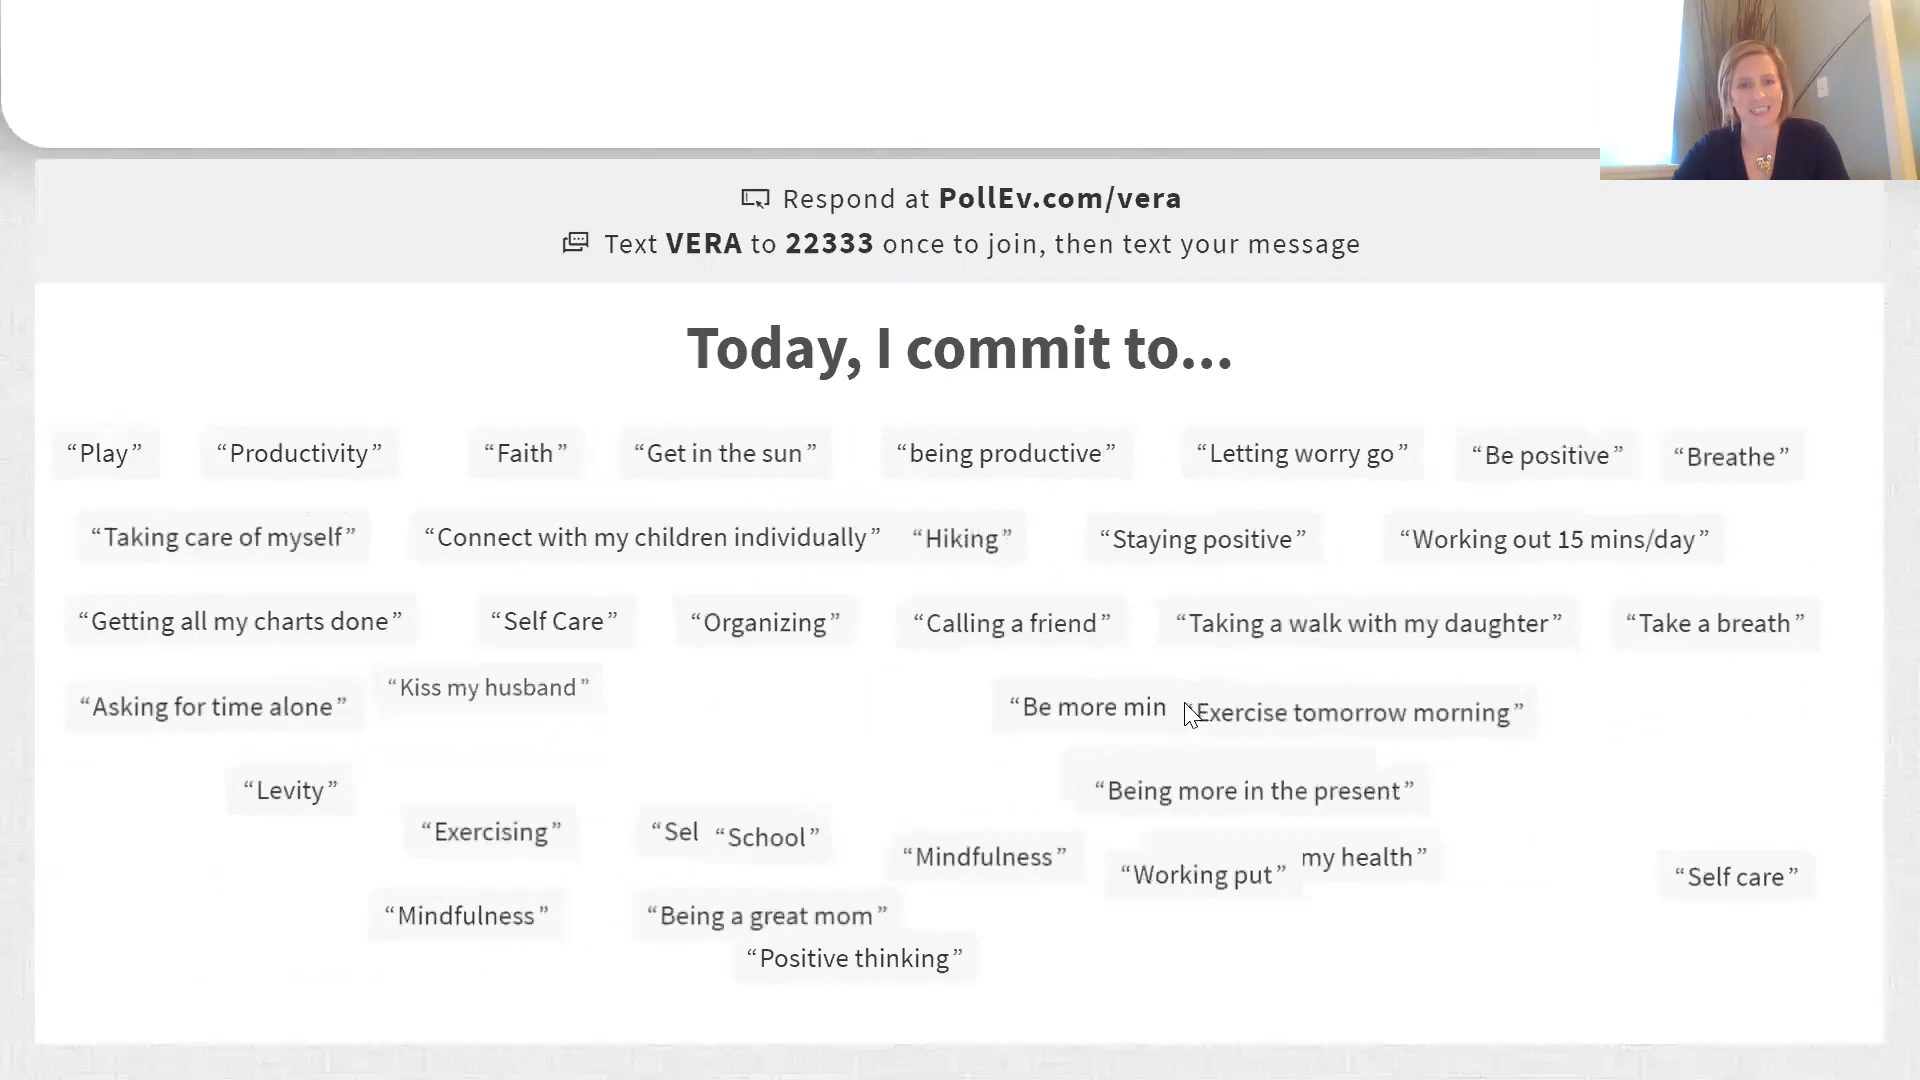 Respond at PollEv.com/vera
Text VERA to 22333 once to join, then text your message
Today, I commit to...
“Play” “Productivity” “Faith” “Get in the sun” “being productive” “Letting worry go” “Be positive” “Breathe”
“Taking care of myself” “Connect with my children individually” “Hiking” “Staying positive” “Working out 15 mins/day”
“Getting all my charts done” “Self Care” “Organizing” “Calling a friend” “Taking a walk with my daughter” “Take a breath”
“Asking for time alone” “Kiss my husband” “Be more min “Exercise tomorrow morning”
“Levity” “Being more in the present”
“Exercising” “Sel “School” “Mindfulness” “Working put” my health” “Self care”
“Mindfulness” “Being a great mom”
“Positive thinking”